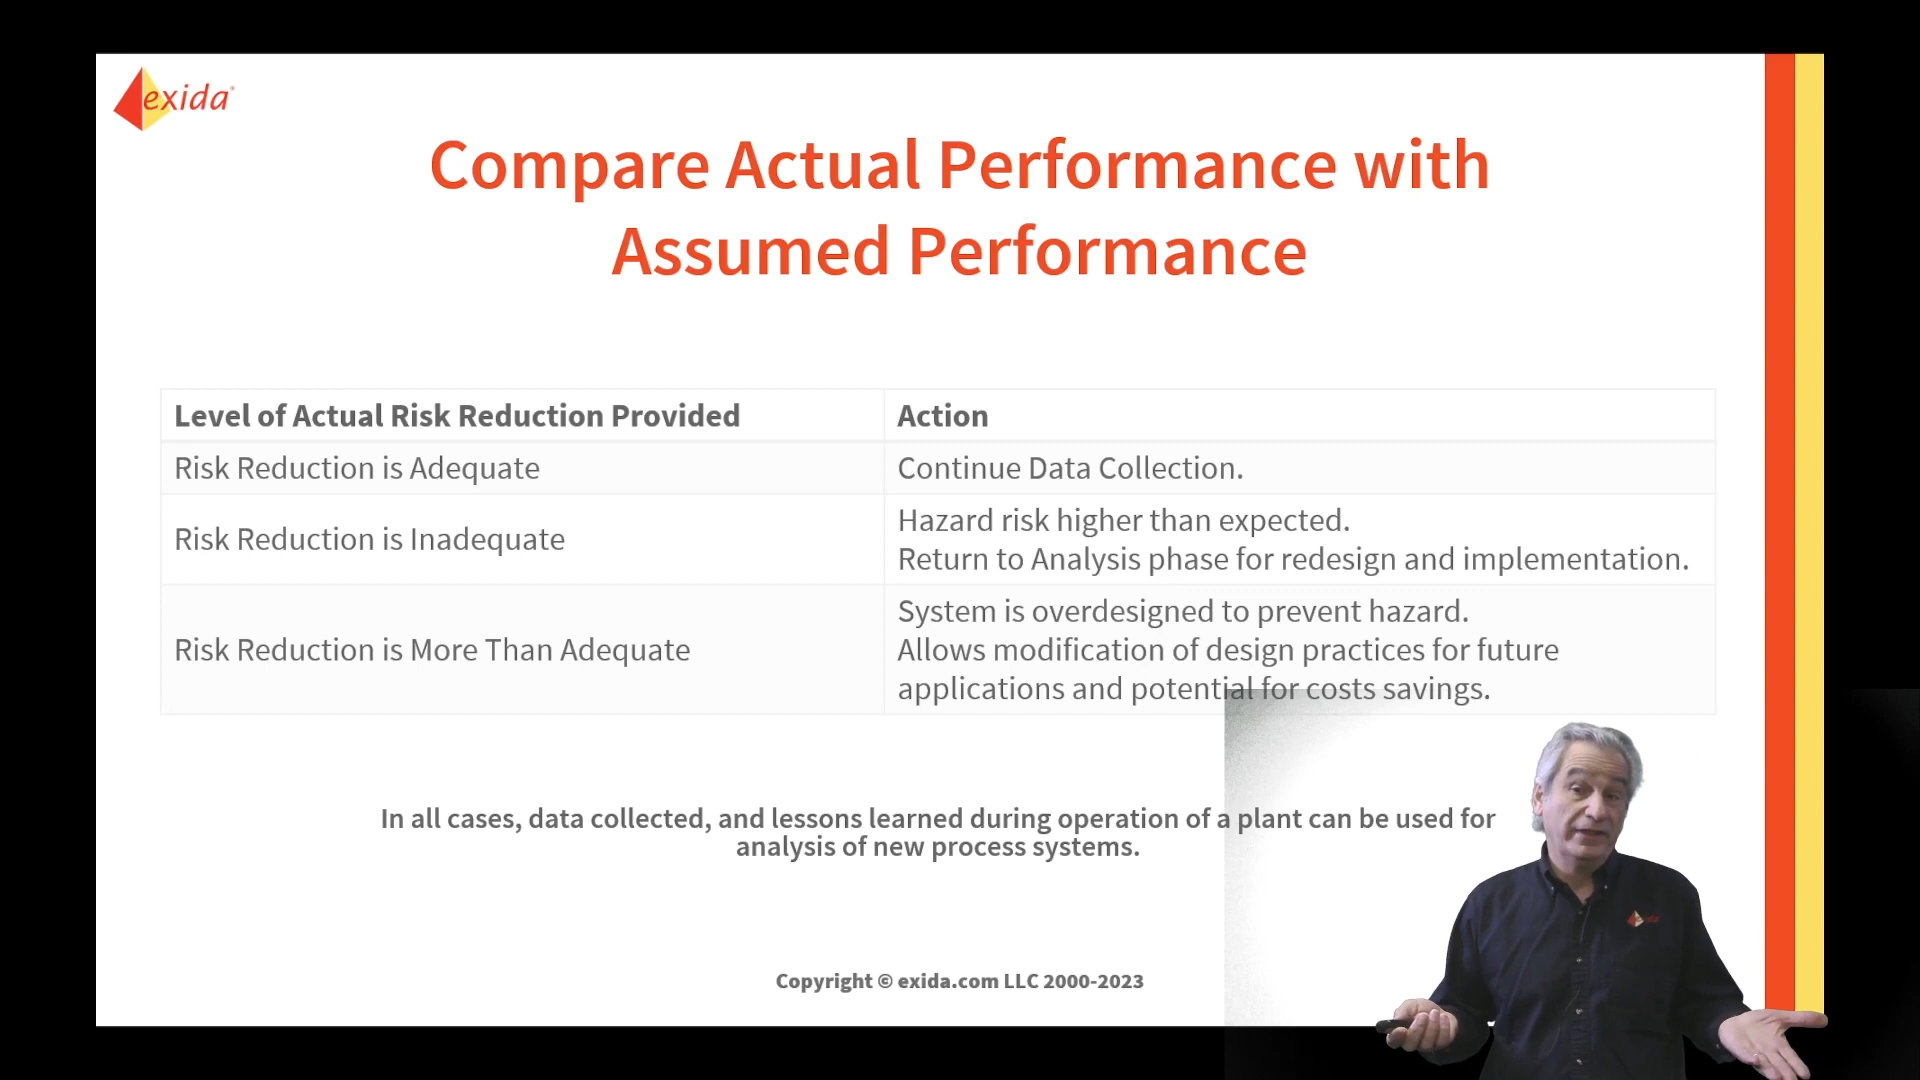 exida
Compare Actual Performance with
Assumed Performance
Level of Actual Risk Reduction Provided
Action
Risk Reduction is Adequate
Continue Data Collection.
Risk Reduction is Inadequate
Hazard risk higher than expected.
Return to Analysis phase for redesign and implementation.
Risk Reduction is More Than Adequate
System is overdesigned to prevent hazard.
Allows modification of design practices for future
applications and potential for costs savings.
In all cases, data collected, and lessons learned during operation of a plant can be used for
analysis of new process systems.
Copyright © exida.com LLC 2000-2023